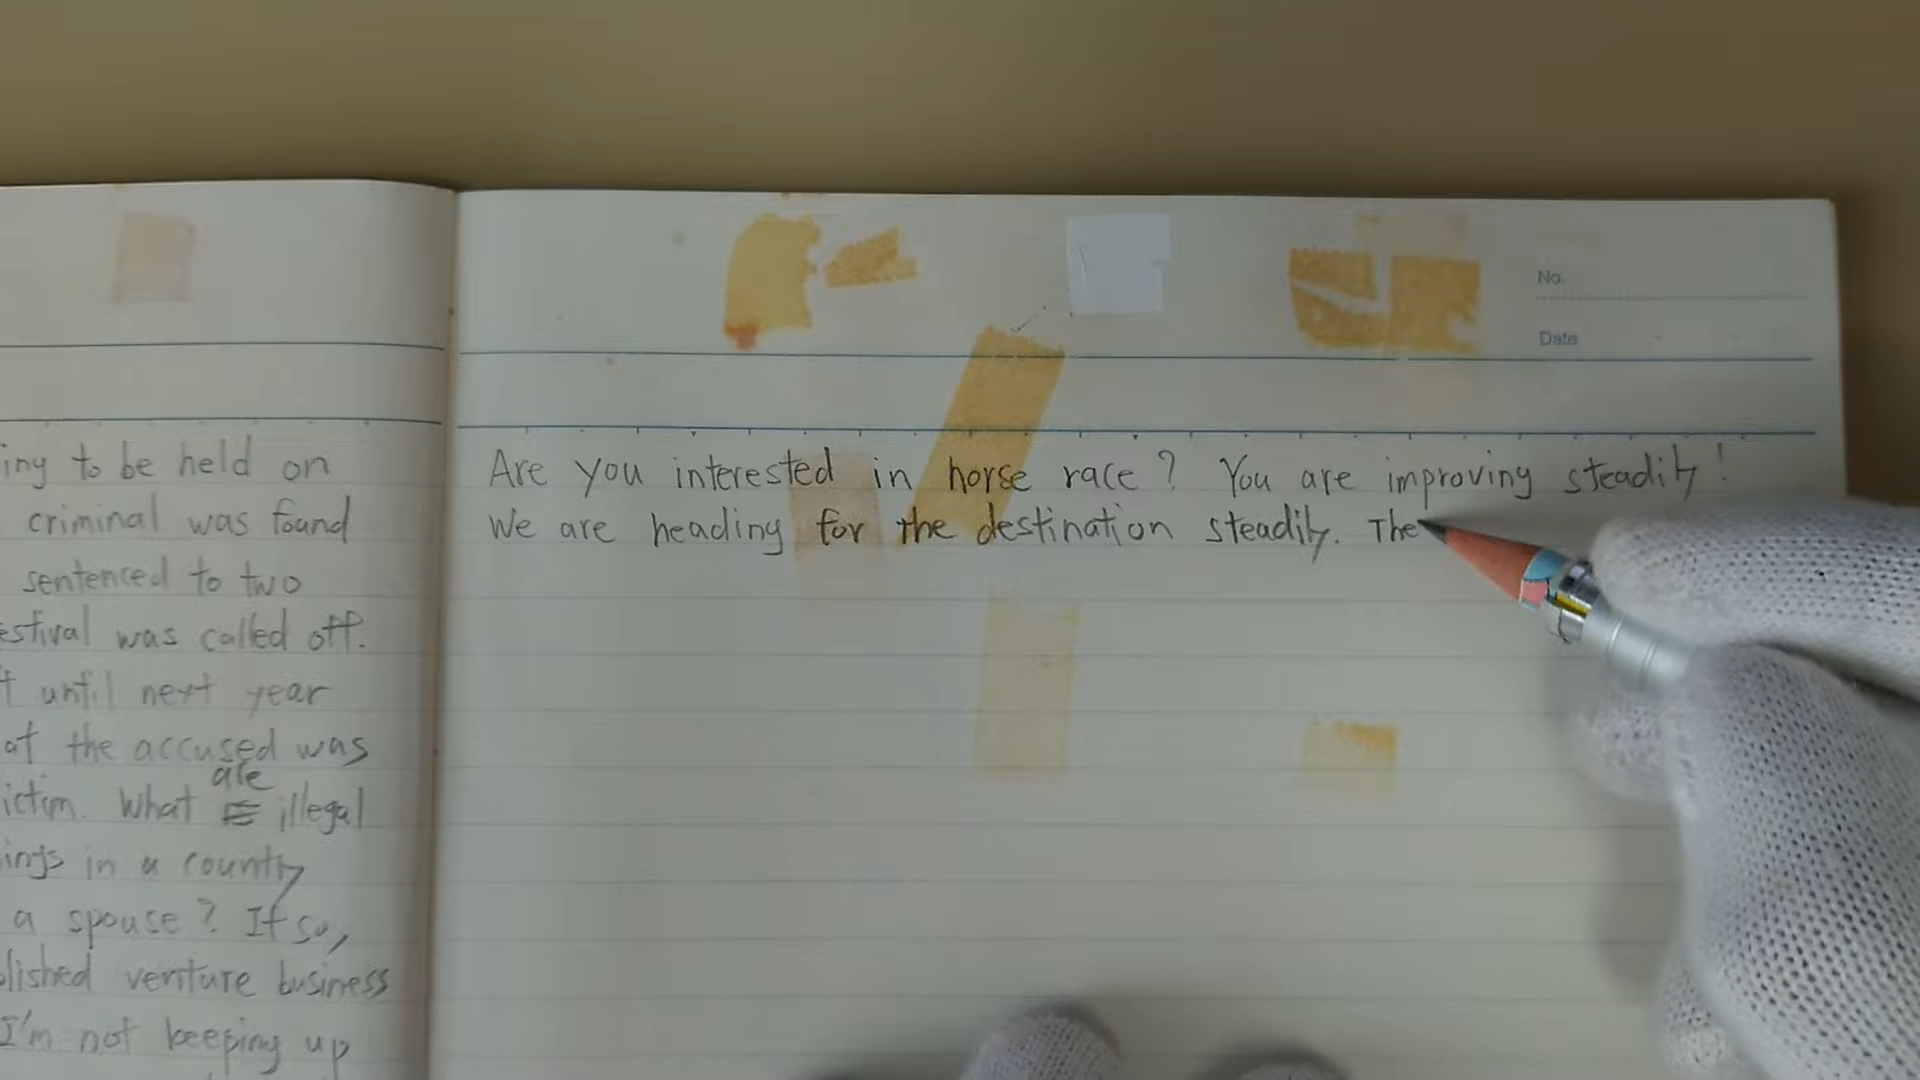 iny to be held on
criminal was found
sentenced to two
estival was called off.
t until next year
at the accused was
are
ictim. What illegal
ings in a county
a spouse? If so,
lished venture business
I'm not keeping up
No.
Date
Are you interested in horse race? You are improving steadily!
We are heading for the destination steadily. The